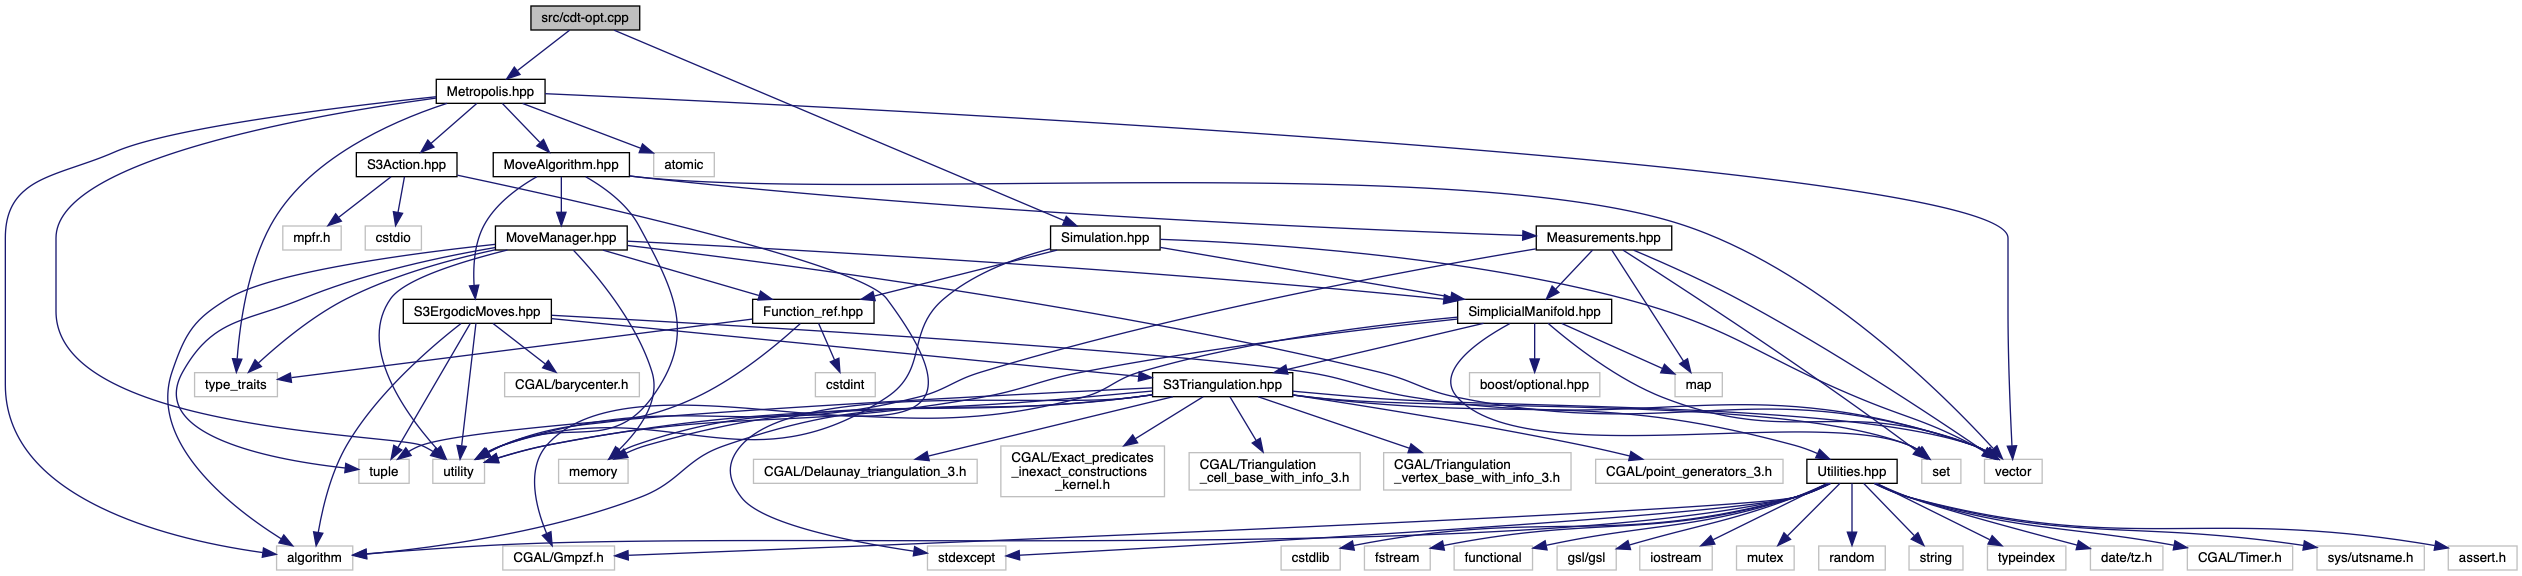 src/cdt-opt.cpp
Metropolis.hpp
S3Action.hpp
MoveAlgorithm.hpp
atomic
mpfr.h
cstdio
MoveManager.hpp
Simulation.hpp
Measurements.hpp
S3ErgodicMoves.hpp
Function_ref.hpp
SimplicialManifold.hpp
type_traits
CGAL/barycenter.h
cstdint
S3Triangulation.hpp
boost/optional.hpp
map
tuple
utility
memory
CGAL/Delaunay_triangulation_3.h
CGAL/Exact_predicates
_inexact_constructions
_kernel.h
CGAL/Triangulation
_cell_base_with_info_3.h
CGAL/Triangulation
_vertex_base_with_info_3.h
CGAL/point_generators_3.h
Utilities.hpp
set
vector
algorithm
CGAL/Gmpzf.h
stdexcept
cstdlib
fstream
functional
gsl/gsl
iostream
mutex
random
string
typeindex
date/tz.h
CGAL/Timer.h
sys/utsname.h
assert.h